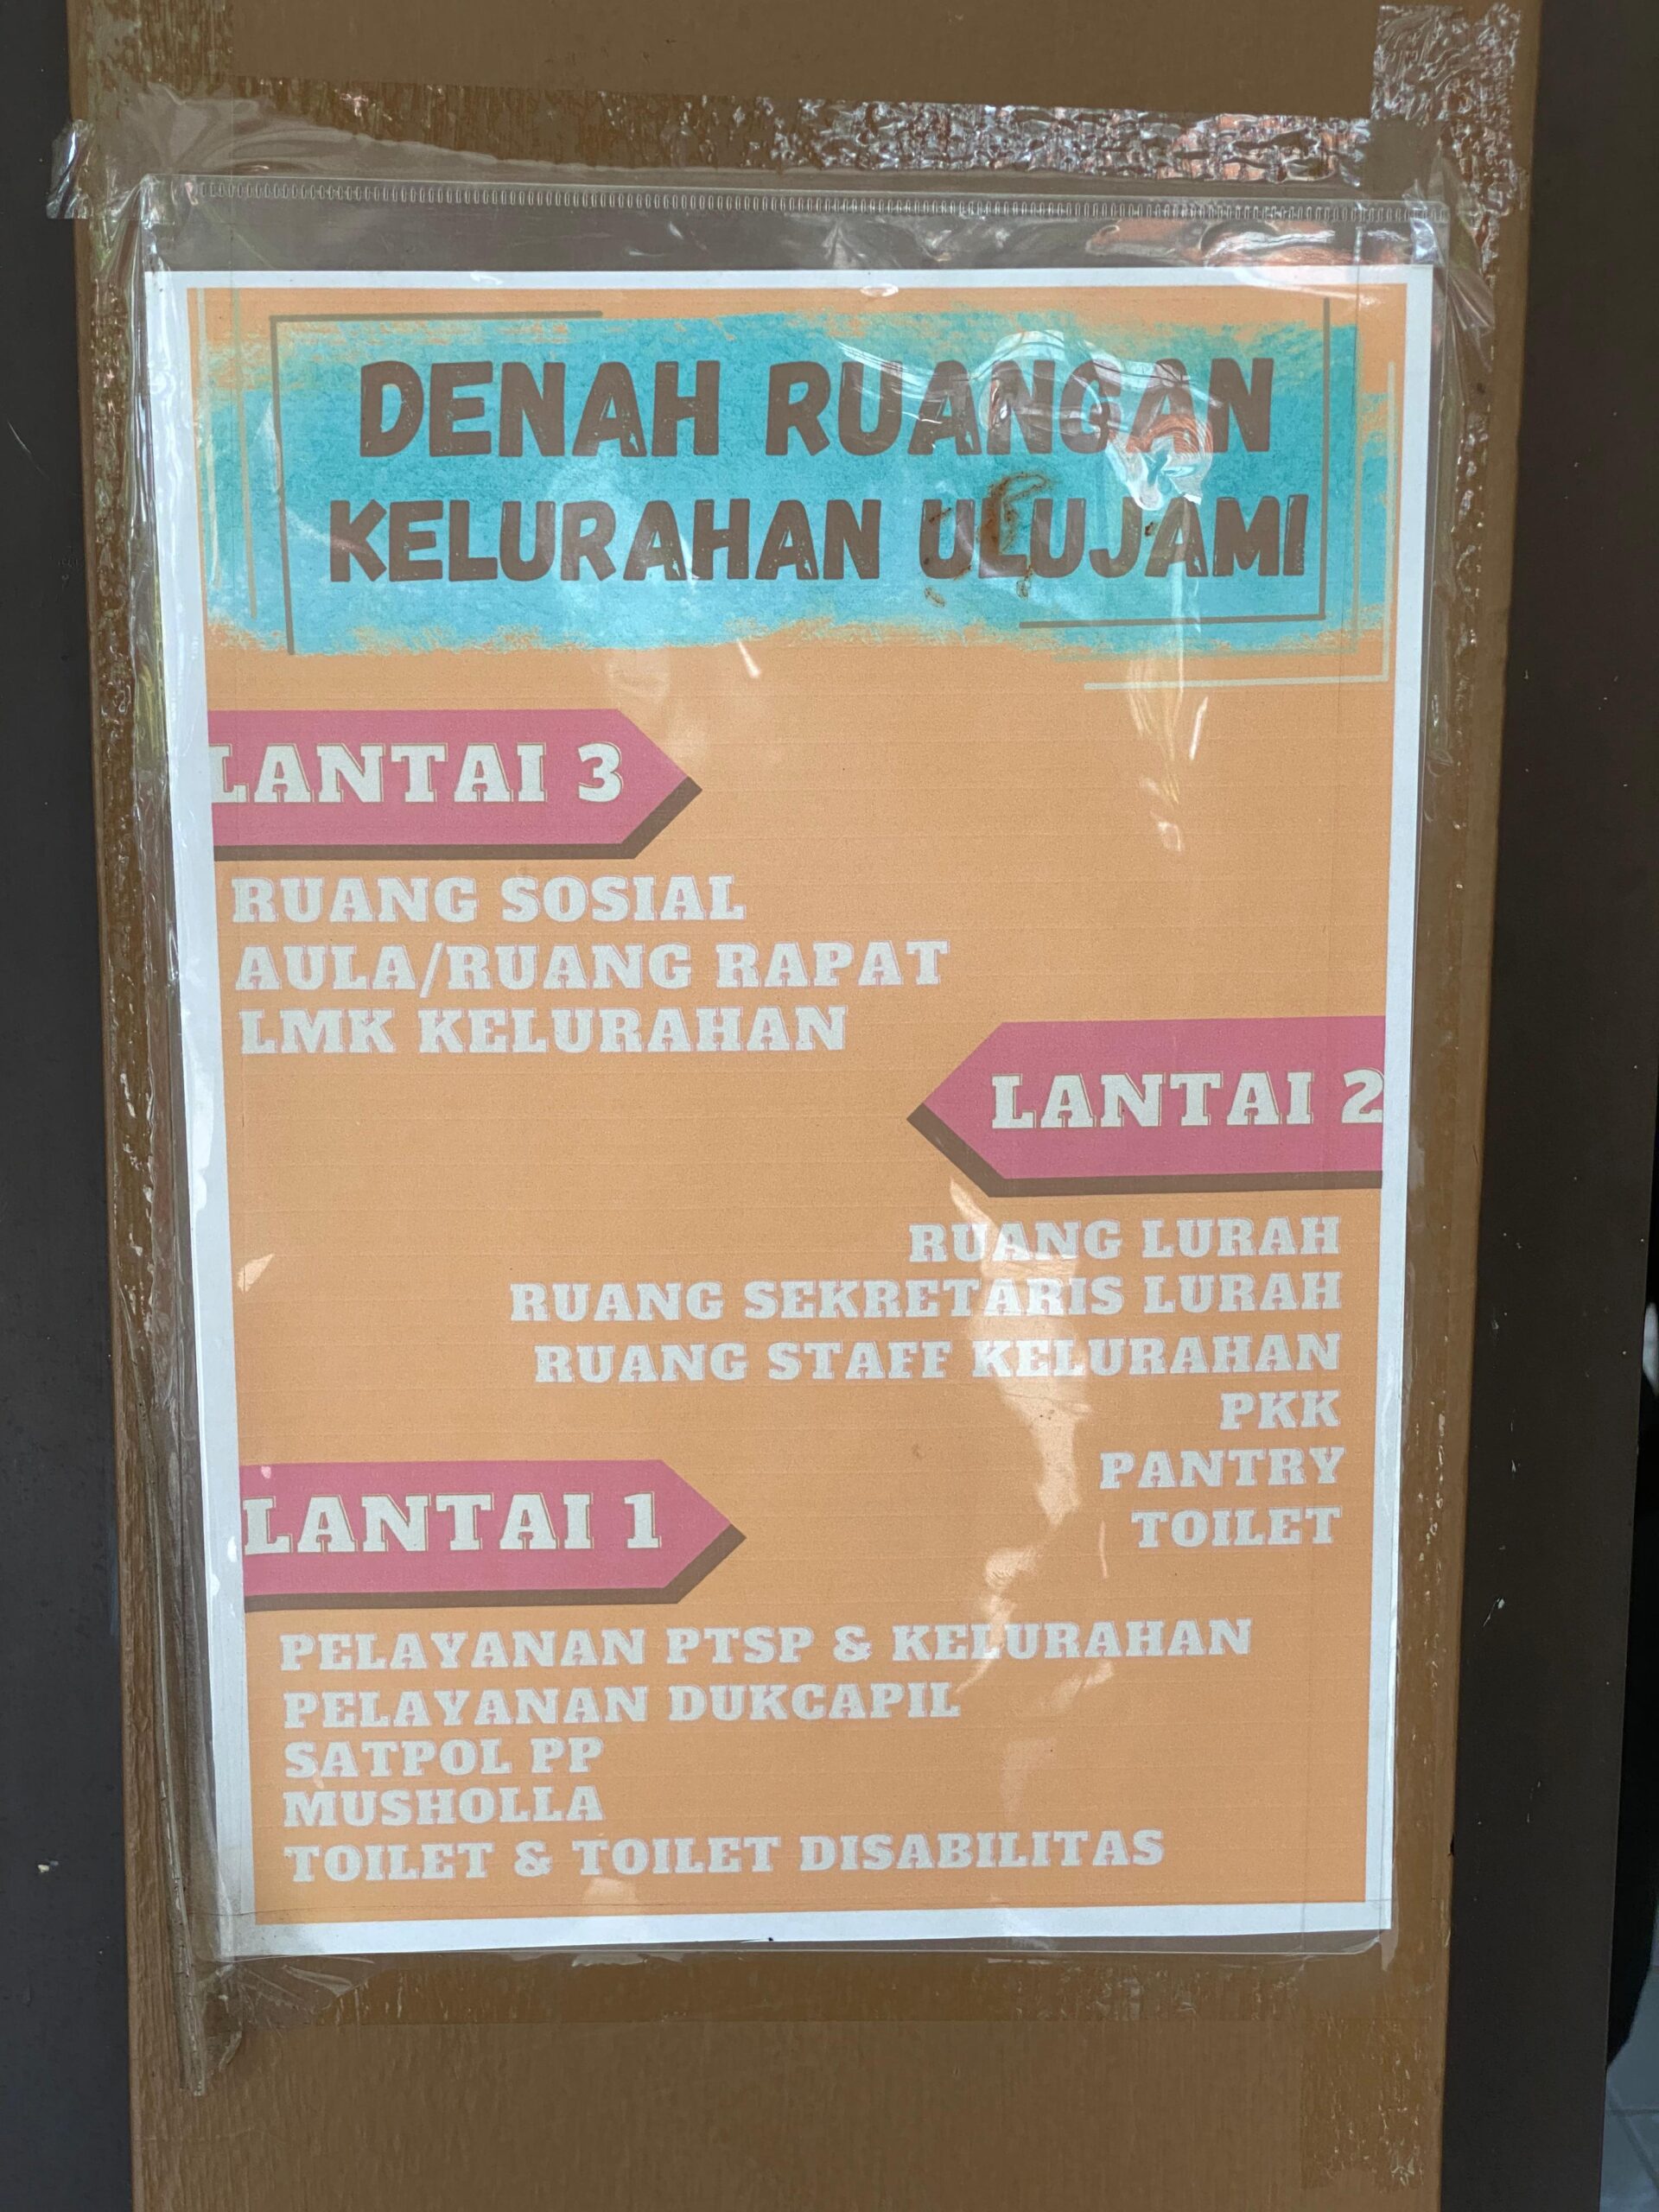 DENAH RUANGAN
KELURAHAN ULUJAMI
LANTAI 3
RUANG SOSIAL
AULA/RUANG RAPAT
LMK KELURAHAN
LANTAI 2
RUANG LURAH
RUANG SEKRETARIS LURAH
RUANG STAFF KELURAHAN
PKK
PANTRY
TOILET
LANTAI 1
PELAYANAN PTSP & KELURAHAN
PELAYANAN DUKCAPIL
SATPOL PP
MUSHOLLA
TOILET & TOILET DISABILITAS